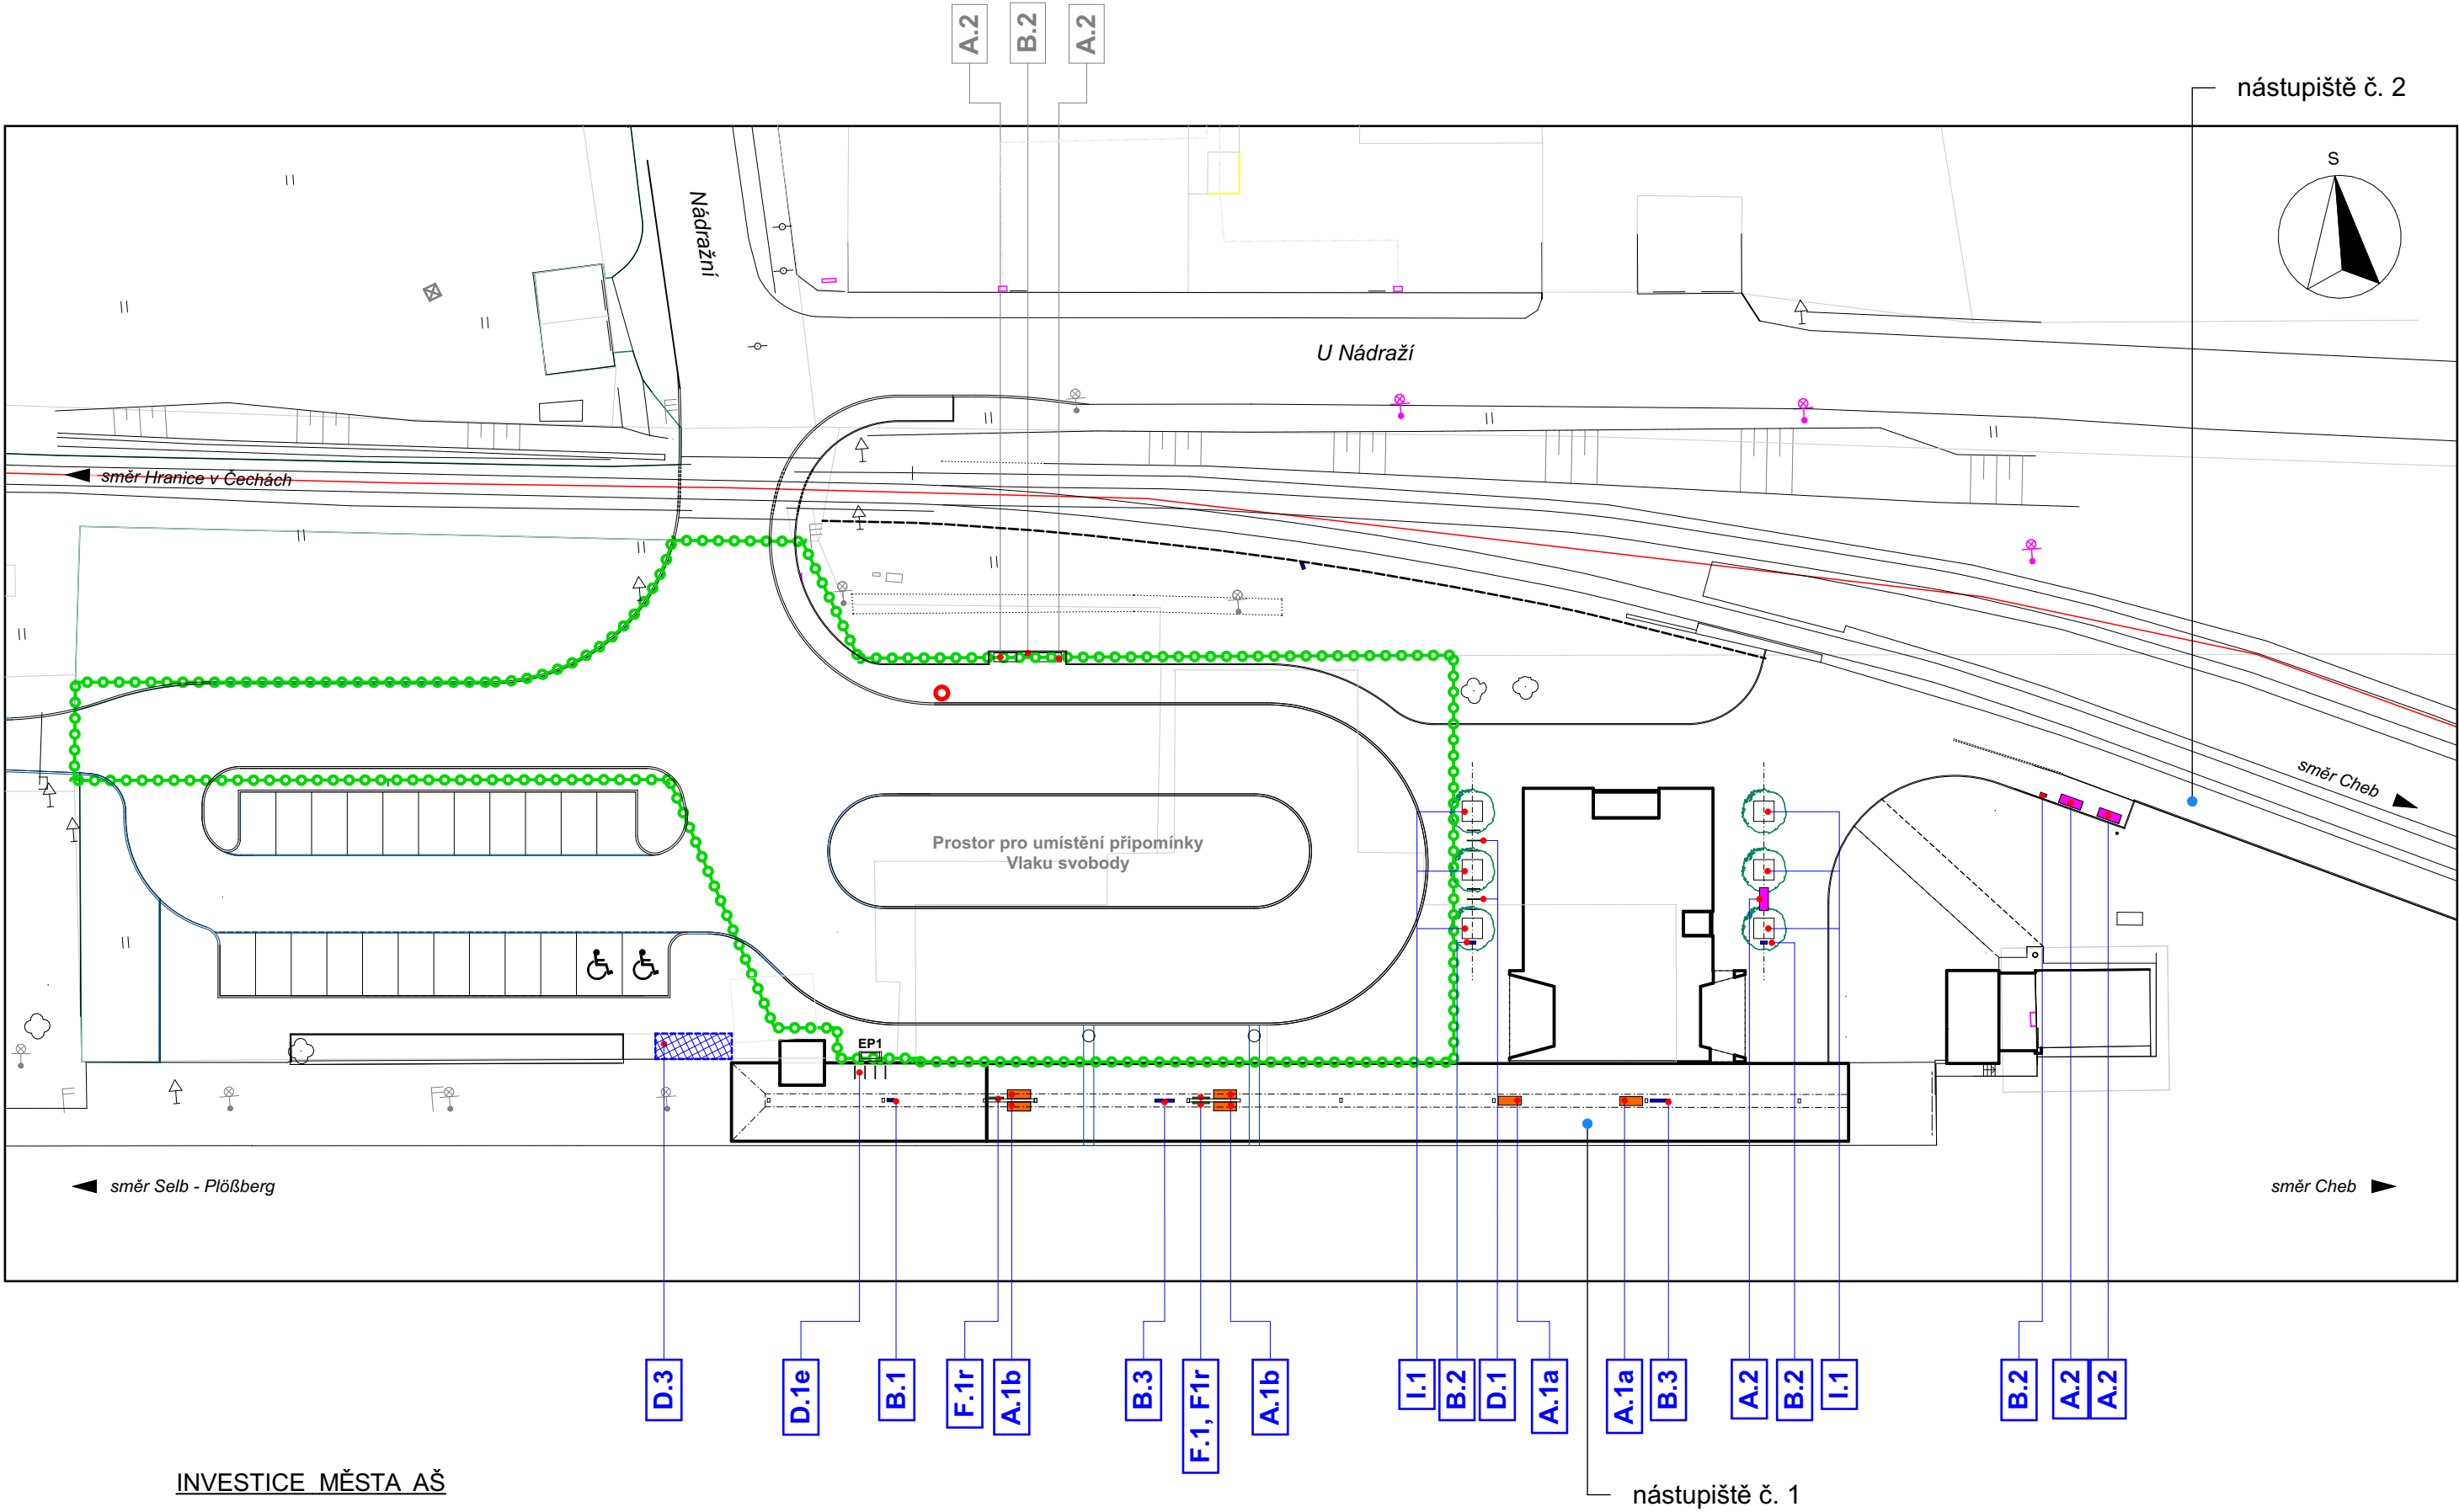 A.2
B.2
A.2
nástupiště č. 2
S
Nádražní
U Nádraží
směr Hranice v Čechách
směr Cheb
Prostor pro umístění připomínky
Vlaku svobody
EP1
směr Selb - Plößberg
směr Cheb
D.3
D.1e
B.1
F.1r
A.1b
B.3
F.1, F1r
A.1b
I.1
B.2
D.1
A.1a
A.1a
B.3
A.2
B.2
I.1
B.2
A.2
A.2
INVESTICE MĚSTA AŠ
nástupiště č. 1